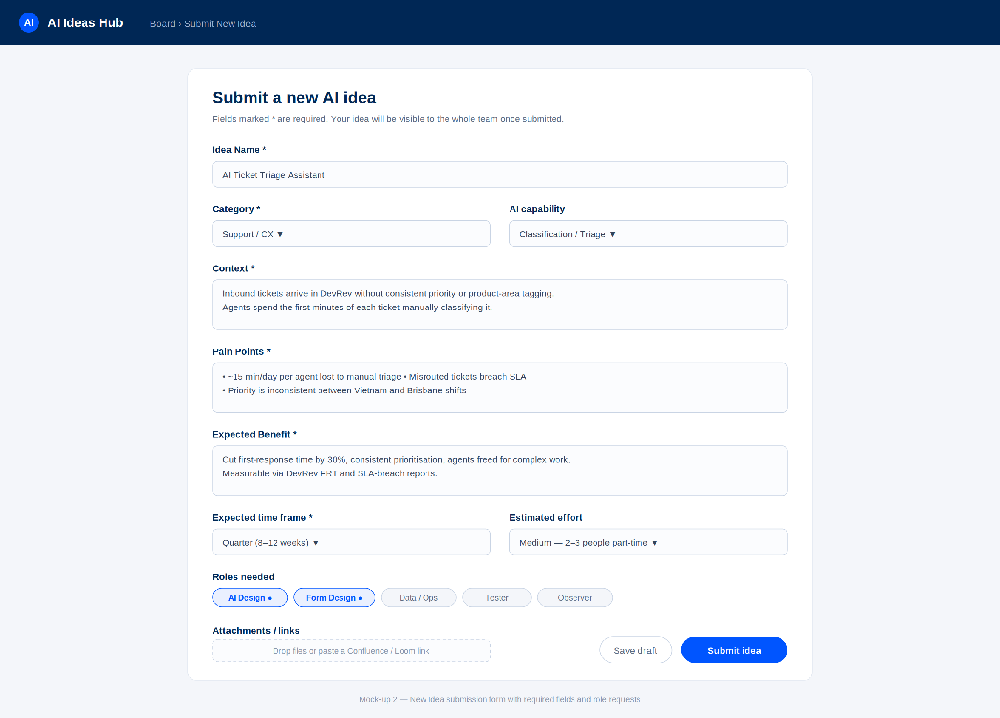 AI
AI Ideas Hub
Board › Submit New Idea
Submit a new AI idea
Fields marked * are required. Your idea will be visible to the whole team once submitted.
Idea Name *
AI Ticket Triage Assistant
Category *
AI capability
Support / CX ▼
Classification / Triage ▼
Context *
Inbound tickets arrive in DevRev without consistent priority or product-area tagging.
Agents spend the first minutes of each ticket manually classifying it.
Pain Points *
• ~15 min/day per agent lost to manual triage • Misrouted tickets breach SLA
• Priority is inconsistent between Vietnam and Brisbane shifts
Expected Benefit *
Cut first-response time by 30%, consistent prioritisation, agents freed for complex work.
Measurable via DevRev FRT and SLA-breach reports.
Expected time frame *
Estimated effort
Quarter (8–12 weeks) ▼
Medium — 2–3 people part-time ▼
Roles needed
AI Design ●
Form Design ●
Data / Ops
Tester
Observer
Attachments / links
Drop files or paste a Confluence / Loom link
Save draft
Submit idea
Mock-up 2 — New Idea submission form with required fields and role requests